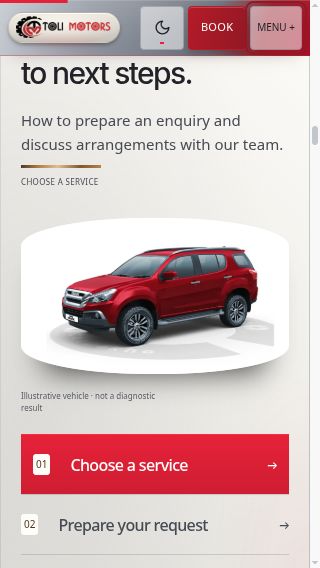 TOLI MOTORS
BOOK
MENU +
to next steps.
How to prepare an enquiry and
discuss arrangements with our team.
CHOOSE A SERVICE
Illustrative vehicle · not a diagnostic
result
01 Choose a service →
02 Prepare your request →